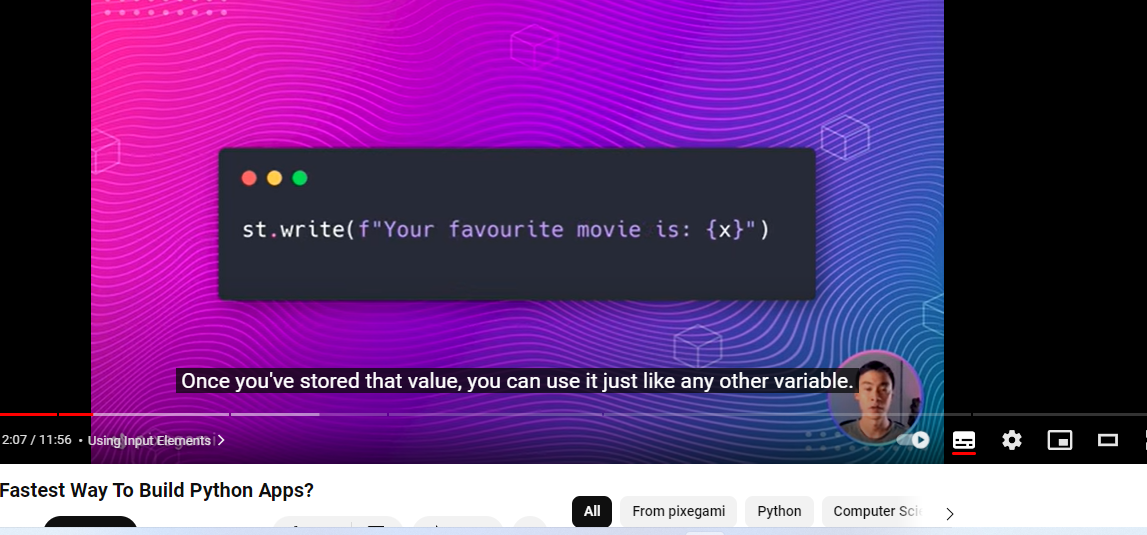 st.write(f"Your favourite movie is: {x}")
Once you've stored that value, you can use it just like any other variable.
2:07 / 11:56 • Using Input Elements
Fastest Way To Build Python Apps?
All
From pixegami
Python
Computer